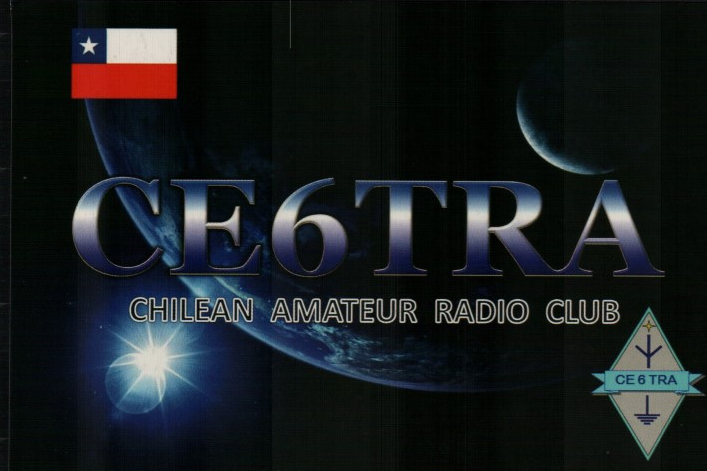 CE6TRA
CHILEAN AMATEUR RADIO CLUB
CE 6 TRA